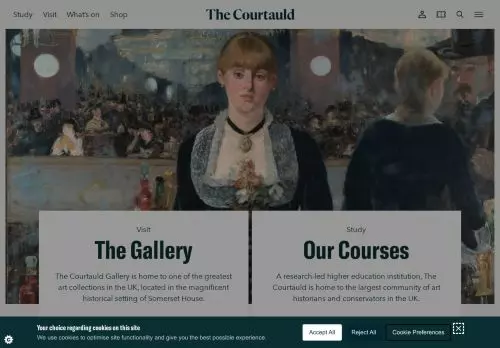 Study Visit What's on Shop The Courtauld
Visit
The Gallery
The Courtauld Gallery is home to one of the greatest
art collections in the UK, located in the magnificent
historical setting of Somerset House.
Study
Our Courses
A research-led higher education institution, The
Courtauld is home to the largest community of art
historians and conservators in the UK.
Your choice regarding cookies on this site
We use cookies to optimise site functionality and give you the best possible experience.
Accept All Reject All Cookie Preferences